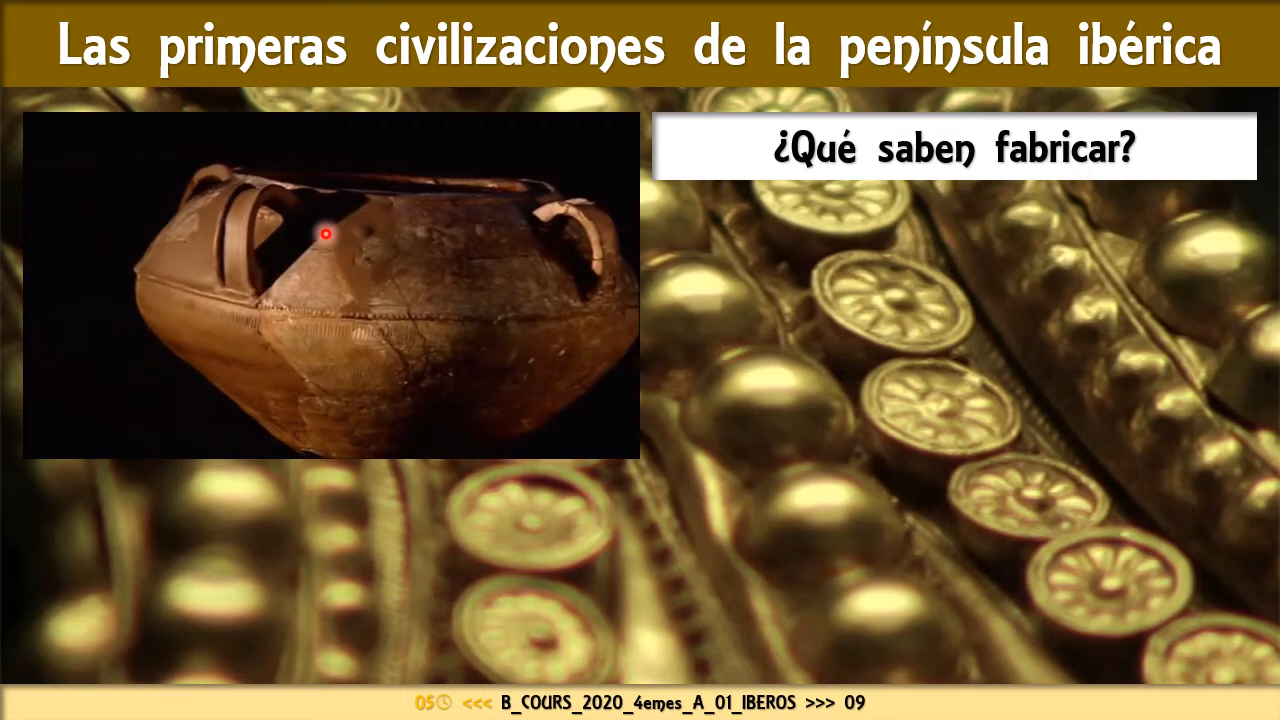 Las primeras civilizaciones de la península ibérica
¿Qué saben fabricar?
05 <<< B_COURS_2020_4emes_A_01_IBEROS >>> 09